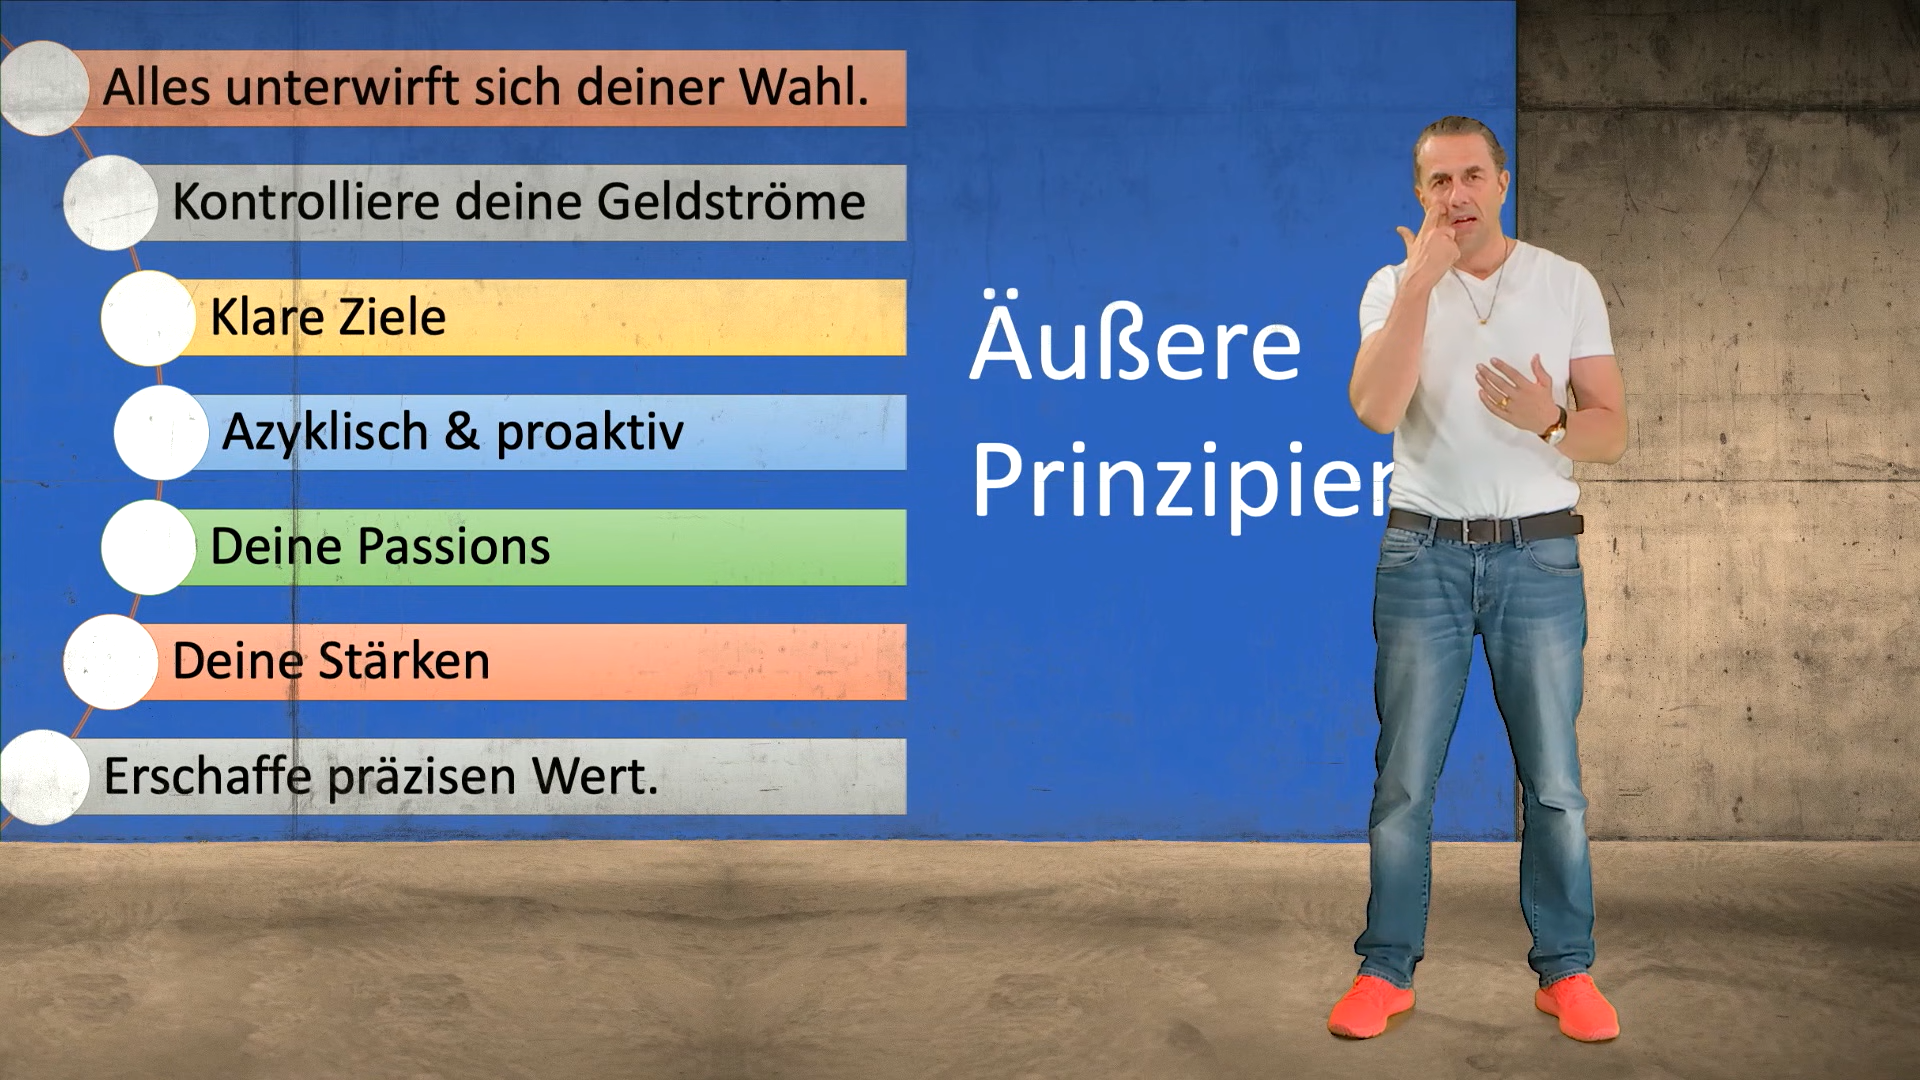 Alles unterwirft sich deiner Wahl.
Kontrolliere deine Geldströme
Klare Ziele
Azyklisch & proaktiv
Deine Passions
Deine Stärken
Erschaffe präzisen Wert.
Äußere
Prinzipien